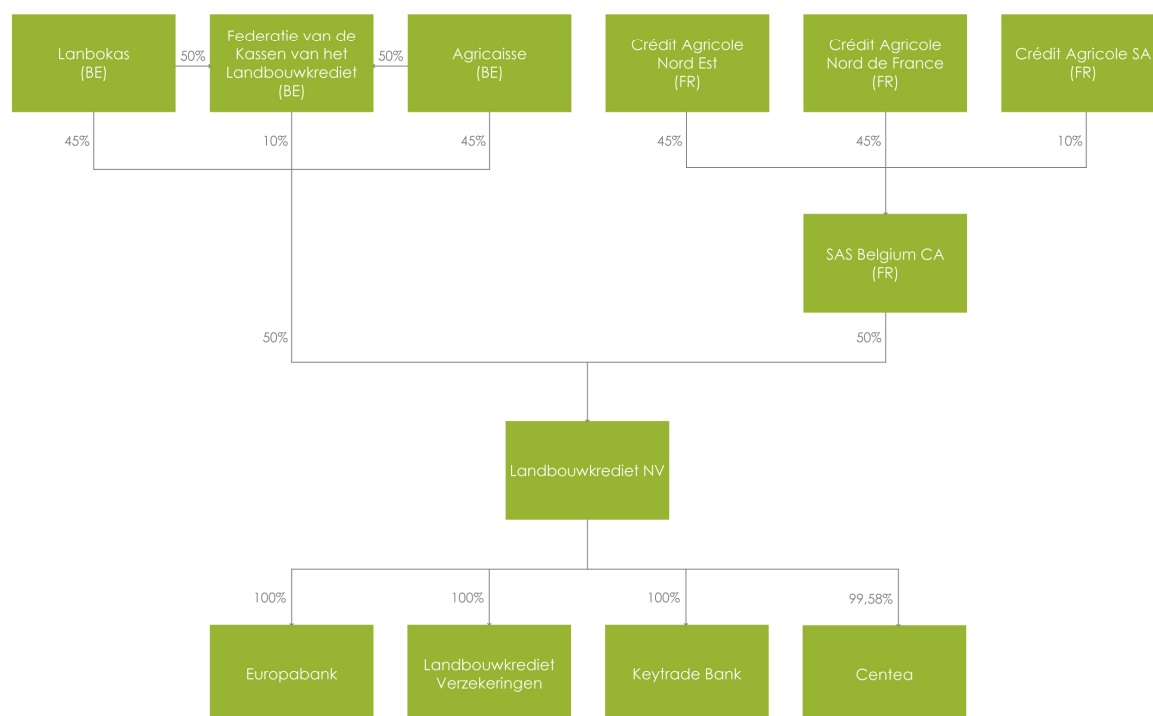 Lanbokas
(BE)
50%
Federatie van de
Kassen van het
Landbouwkrediet
(BE)
50%
Agricaisse
(BE)
Crédit Agricole
Nord Est
(FR)
Crédit Agricole
Nord de France
(FR)
Crédit Agricole SA
(FR)
45%
10%
45%
45%
45%
10%
SAS Belgium CA
(FR)
50%
50%
Landbouwkrediet NV
100%
100%
100%
99,58%
Europabank
Landbouwkrediet
Verzekeringen
Keytrade Bank
Centea